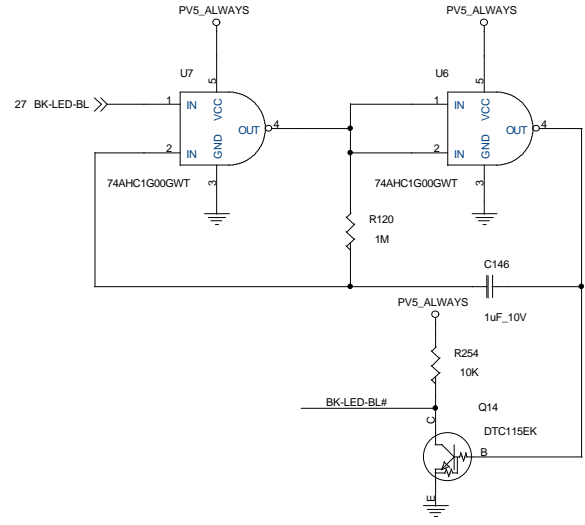 PV5_ALWAYS
PV5_ALWAYS
U7
U6
5
5
27 BK-LED-BL
1
IN
VCC
OUT
4
1
IN
VCC
OUT
4
2
IN
GND
2
IN
GND
74AHC1G00GWT
3
74AHC1G00GWT
3
R120
1M
C146
PV5_ALWAYS
1uF_10V
R254
10K
BK-LED-BL#
Q14
C
DTC115EK
B
E